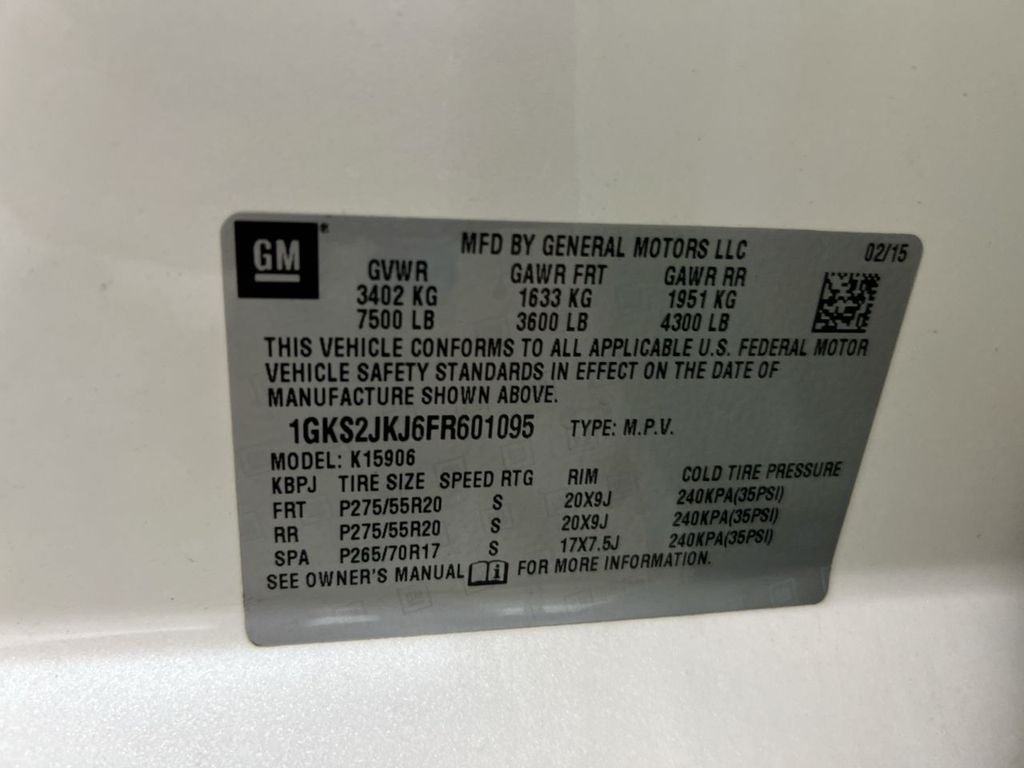 GM
MFD BY GENERAL MOTORS LLC 02/15
GVWR GAWR FRT GAWR RR
3402 KG 1633 KG 1951 KG
7500 LB 3600 LB 4300 LB
THIS VEHICLE CONFORMS TO ALL APPLICABLE U.S. FEDERAL MOTOR
VEHICLE SAFETY STANDARDS IN EFFECT ON THE DATE OF
MANUFACTURE SHOWN ABOVE.
1GKS2JKJ6FR601095 TYPE: M.P.V.
MODEL: K15906
KBPJ TIRE SIZE SPEED RTG RIM COLD TIRE PRESSURE
FRT P275/55R20 S 20X9J 240KPA(35PSI)
RR P275/55R20 S 20X9J 240KPA(35PSI)
SPA P265/70R17 S 17X7.5J 240KPA(35PSI)
SEE OWNER'S MANUAL i FOR MORE INFORMATION.